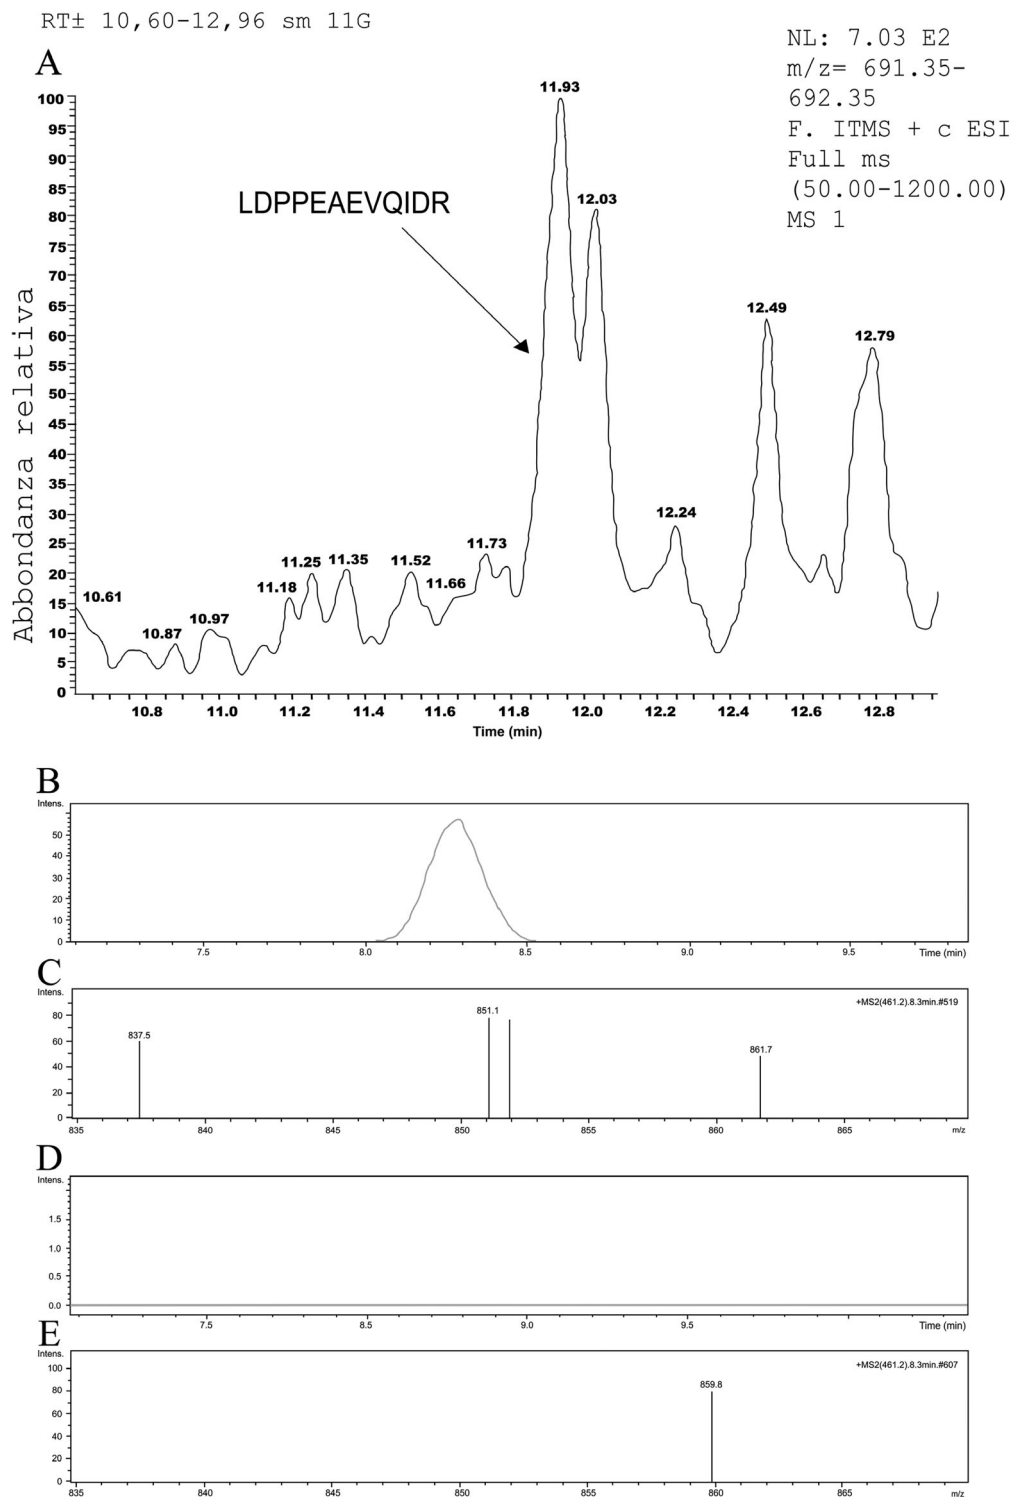 RT± 10,60-12,96 sm 11G
NL: 7.03 E2
m/z= 691.35-
692.35
F. ITMS + c ESI
Full ms
(50.00-1200.00)
MS 1
A
11.93
12.03
LDPPEAEVQIDR
12.49
12.79
12.24
11.73
11.25
11.35
11.52
11.66
11.18
10.61
10.87
10.97
Abbondanza relativa
100
95
90
85
80
75
70
65
60
55
50
45
40
35
30
25
20
15
10
5
0
10.8 11.0 11.2 11.4 11.6 11.8 12.0 12.2 12.4 12.6 12.8
Time (min)
B
Intens.
50
40
30
20
10
0
7.5 8.0 8.5 9.0 9.5 Time (min)
C
Intens.
+MS2(461.2).8.3min.#519
80
60
40
20
0
837.5
851.1
861.7
835 840 845 850 855 860 865 m/z
D
Intens.
1.5
1.0
0.5
0.0
7.5 8.5 9.0 9.5 Time (min)
E
Intens.
+MS2(461.2).8.3min.#607
100
80
60
40
20
0
859.8
835 840 845 850 855 860 865 m/z